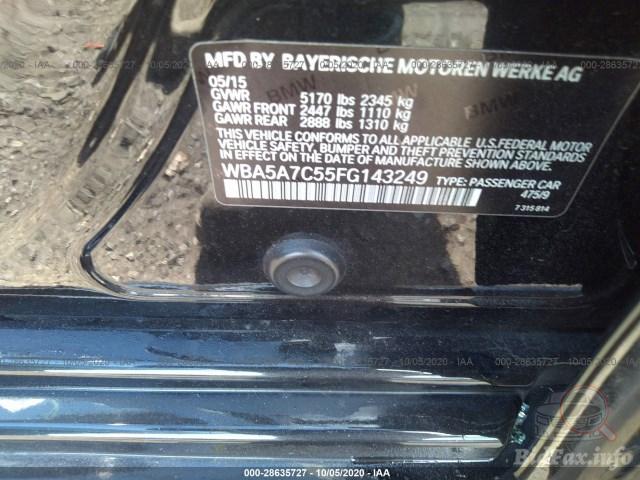 MFD BY BAYERISCHE MOTOREN WERKE AG
05/15
GVWR 5170 lbs 2345 kg
GAWR FRONT 2447 lbs 1110 kg
GAWR REAR 2888 lbs 1310 kg
THIS VEHICLE CONFORMS TO ALL APPLICABLE U.S.FEDERAL MOTOR
VEHICLE SAFETY, BUMPER AND THEFT PREVENTION STANDARDS
IN EFFECT ON THE DATE OF MANUFACTURE SHOWN ABOVE.
WBA5A7C55FG143249 TYPE: PASSENGER CAR
475/9
7 315 814
000-28635727 - 10/05/2020 - IAA
BidFax.info
000-28635727 - 10/05/2020 - IAA